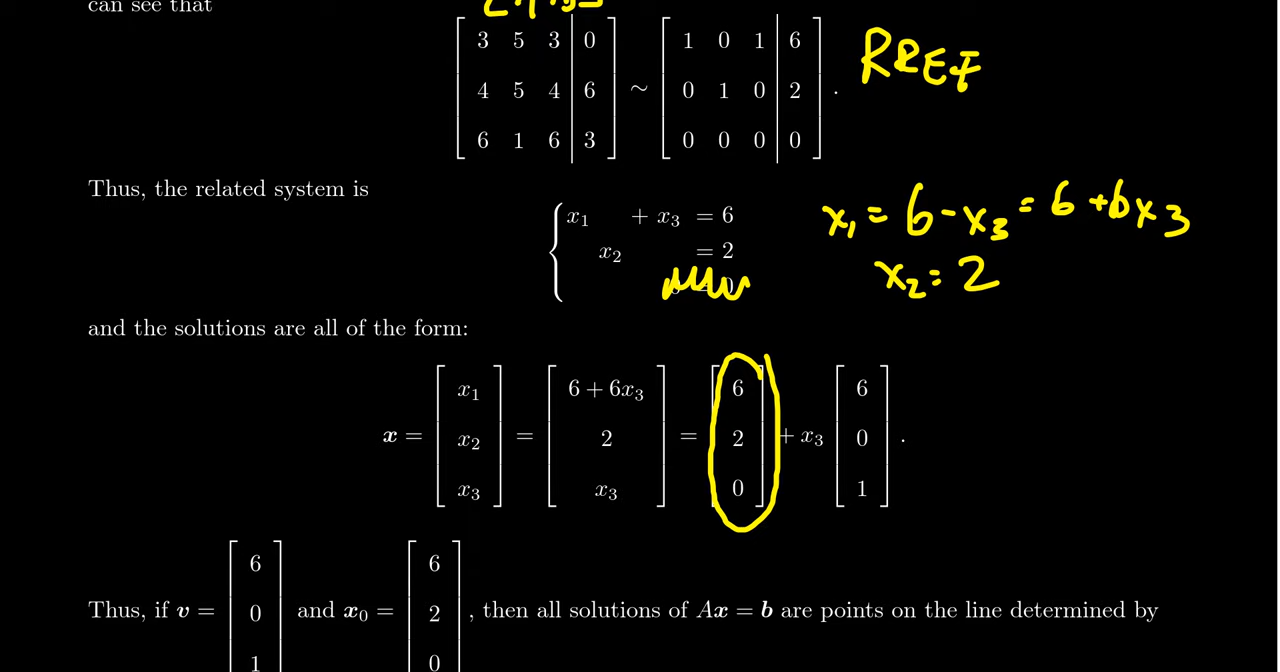 can see that
[ 3 5 3 | 0 ] [ 1 0 1 | 6 ]
[ 4 5 4 | 6 ] ∼ [ 0 1 0 | 2 ] .
[ 6 1 6 | 3 ] [ 0 0 0 | 0 ]
RREF
Thus, the related system is
x₁ + x₃ = 6
x₂ = 2
x₁ = 6 - x₃ = 6 + 6x₃
x₂ = 2
and the solutions are all of the form:
x = [ x₁ x₂ x₃ ] = [ 6 + 6x₃ 2 x₃ ] = [ 6 2 0 ] + x₃ [ 6 0 1 ] .
Thus, if v = [ 6 0 1 ] and x₀ = [ 6 2 0 ] , then all solutions of Ax = b are points on the line determined by